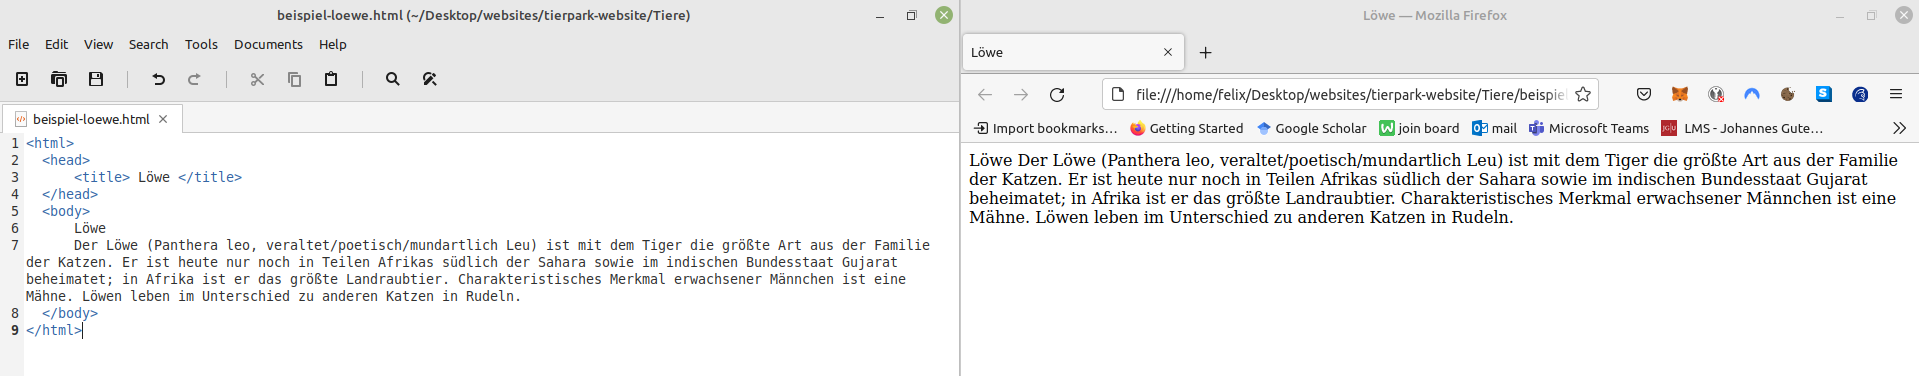 beispiel-loewe.html (~/Desktop/websites/tierpark-website/Tiere)
File Edit View Search Tools Documents Help
beispiel-loewe.html
1 <html>
2 <head>
3 <title> Löwe </title>
4 </head>
5 <body>
6 Löwe
7 Der Löwe (Panthera leo, veraltet/poetisch/mundartlich Leu) ist mit dem Tiger die größte Art aus der Familie
der Katzen. Er ist heute nur noch in Teilen Afrikas südlich der Sahara sowie im indischen Bundesstaat Gujarat
beheimatet; in Afrika ist er das größte Landraubtier. Charakteristisches Merkmal erwachsener Männchen ist eine
Mähne. Löwen leben im Unterschied zu anderen Katzen in Rudeln.
8 </body>
9 </html>
Löwe — Mozilla Firefox
Löwe
file:///home/felix/Desktop/websites/tierpark-website/Tiere/beispiel
Import bookmarks… Getting Started Google Scholar join board mail Microsoft Teams JG|U LMS - Johannes Gute…
Löwe Der Löwe (Panthera leo, veraltet/poetisch/mundartlich Leu) ist mit dem Tiger die größte Art aus der Familie
der Katzen. Er ist heute nur noch in Teilen Afrikas südlich der Sahara sowie im indischen Bundesstaat Gujarat
beheimatet; in Afrika ist er das größte Landraubtier. Charakteristisches Merkmal erwachsener Männchen ist eine
Mähne. Löwen leben im Unterschied zu anderen Katzen in Rudeln.